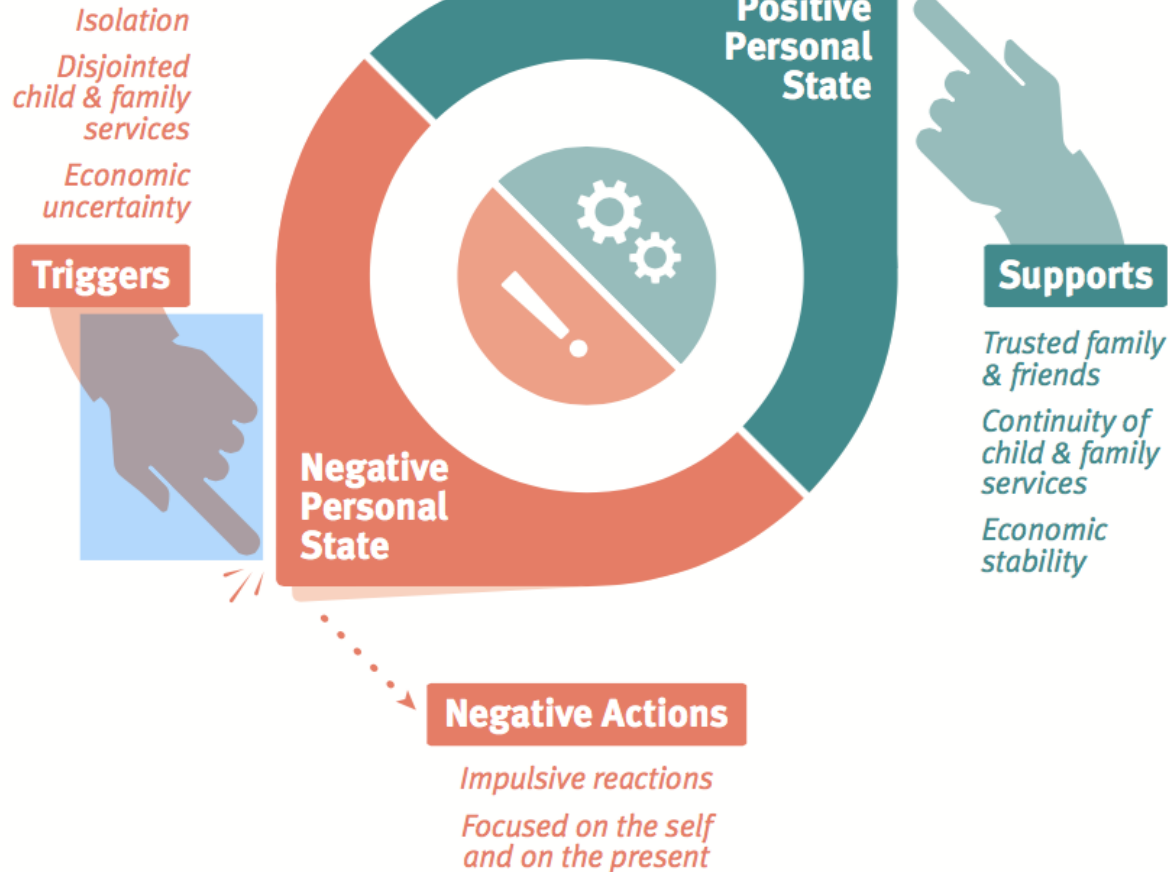 Isolation
Disjointed
child & family
services
Economic
uncertainty
Triggers
Positive
Personal
State
Supports
Trusted family
& friends
Continuity of
child & family
services
Economic
stability
Negative
Personal
State
Negative Actions
Impulsive reactions
Focused on the self
and on the present